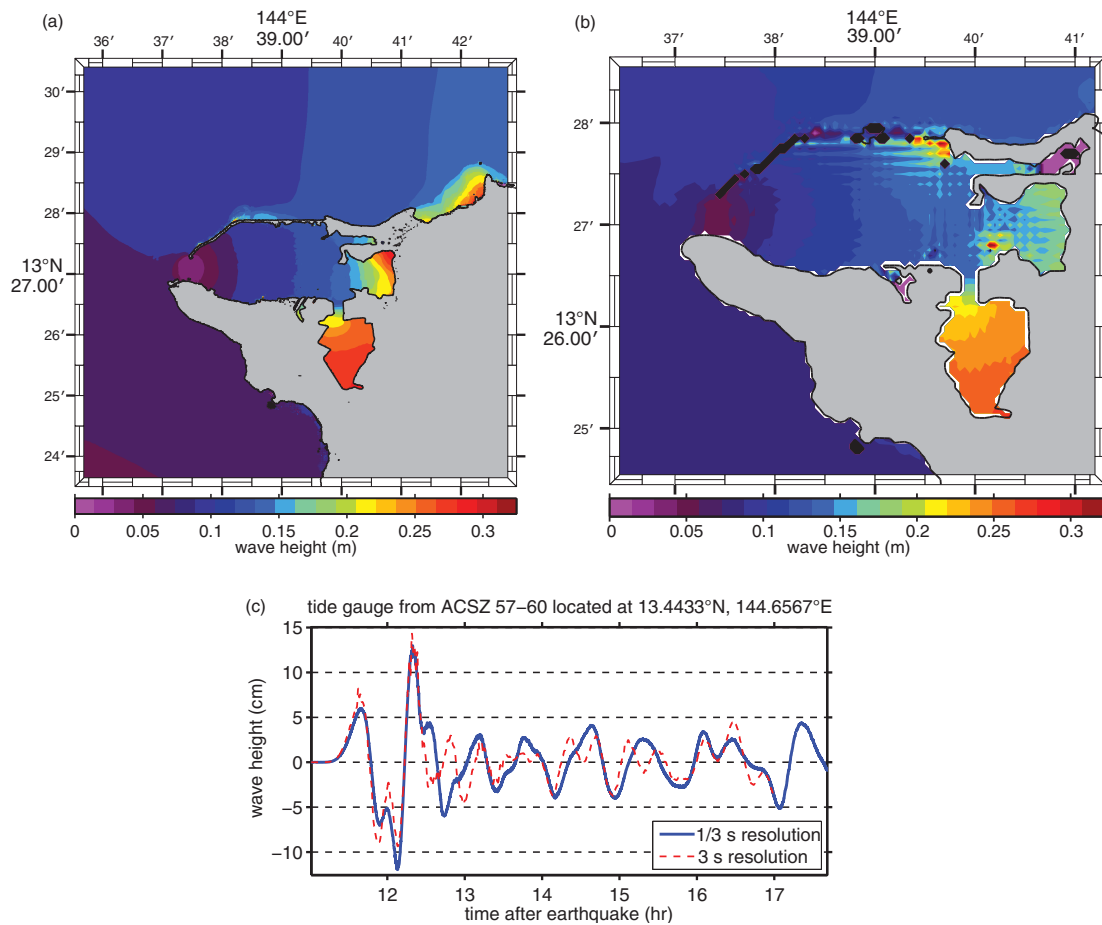 (a)
144°E
39.00′
36′ 37′ 38′ 40′ 41′ 42′
30′
29′
28′
13°N
27.00′
26′
25′
24′
0 0.05 0.1 0.15 0.2 0.25 0.3
wave height (m)
(b)
144°E
39.00′
37′ 38′ 40′ 41′
28′
27′
13°N
26.00′
25′
0 0.05 0.1 0.15 0.2 0.25 0.3
wave height (m)
(c) tide gauge from ACSZ 57–60 located at 13.4433°N, 144.6567°E
15
10
5
0
−5
−10
wave height (cm)
1/3 s resolution
3 s resolution
12 13 14 15 16 17
time after earthquake (hr)